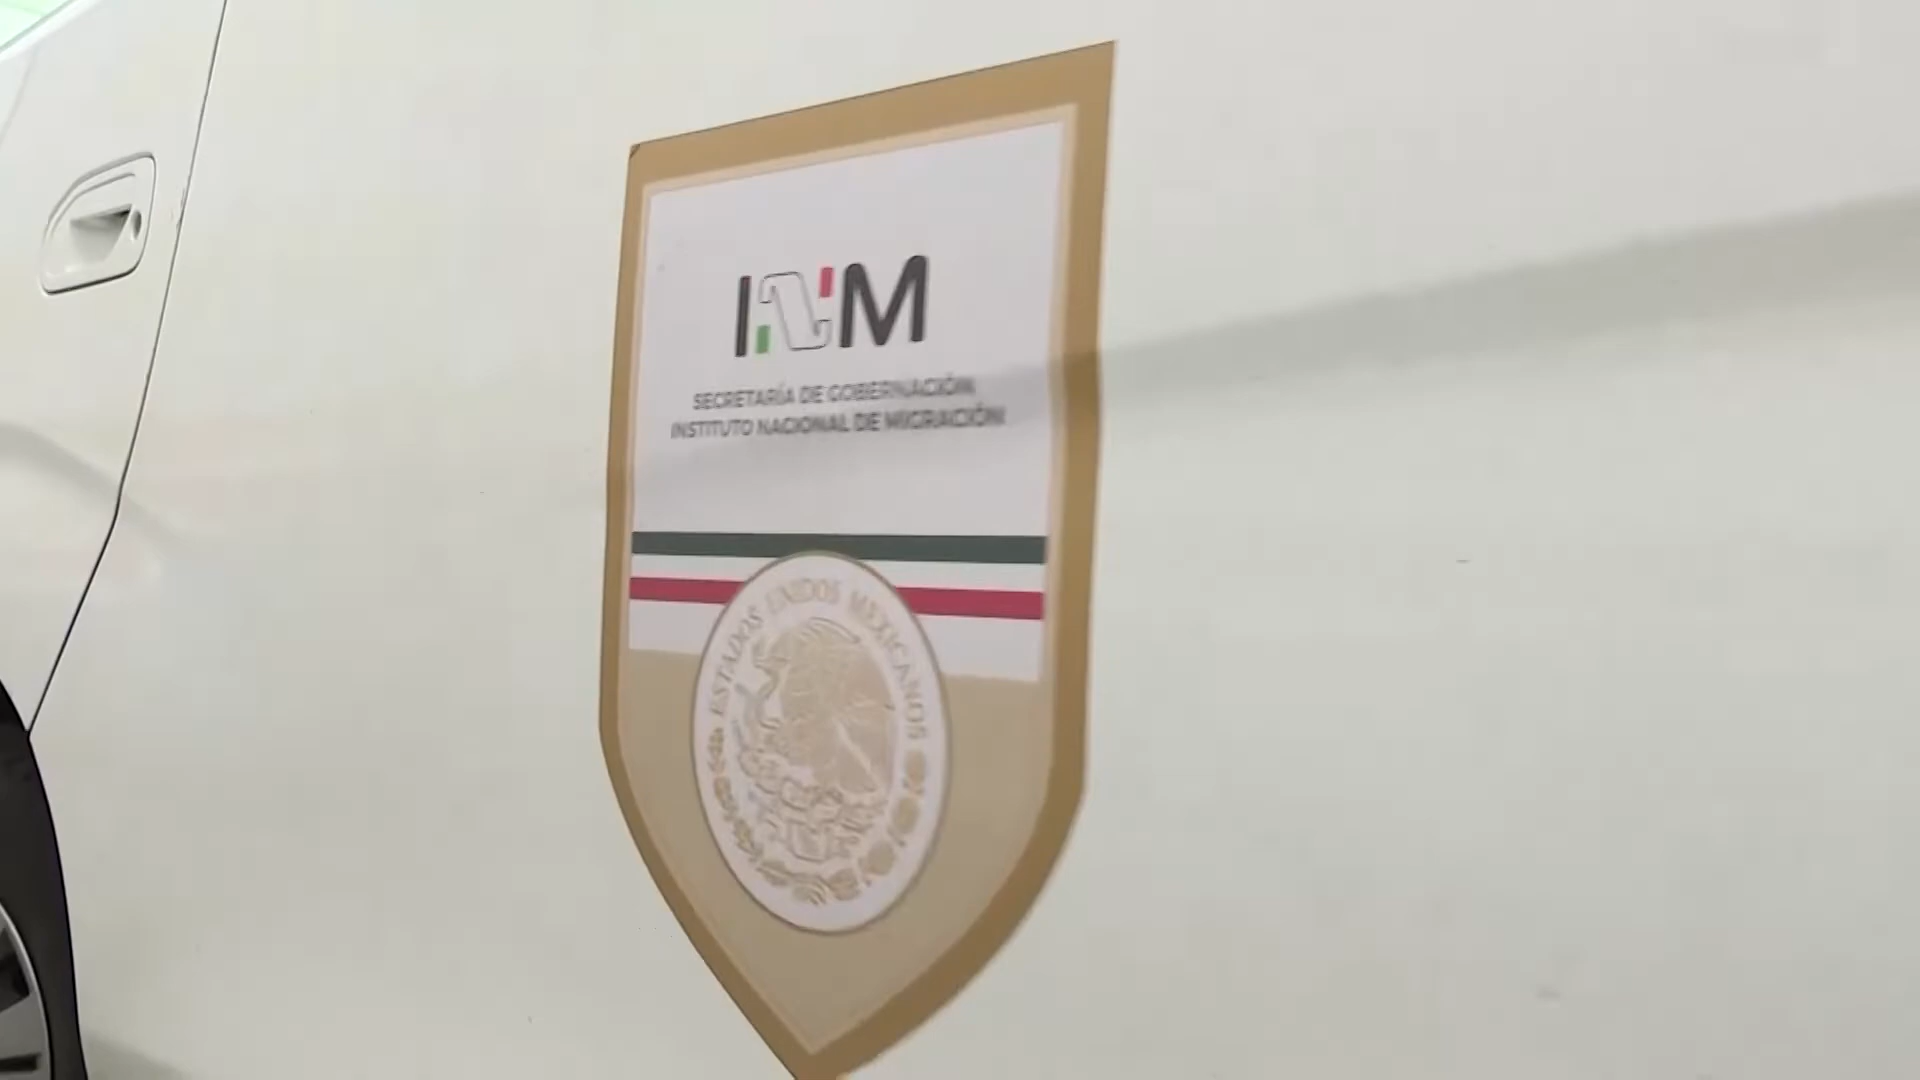 INM
SECRETARÍA DE GOBERNACIÓN
INSTITUTO NACIONAL DE MIGRACIÓN
ESTADOS UNIDOS MEXICANOS